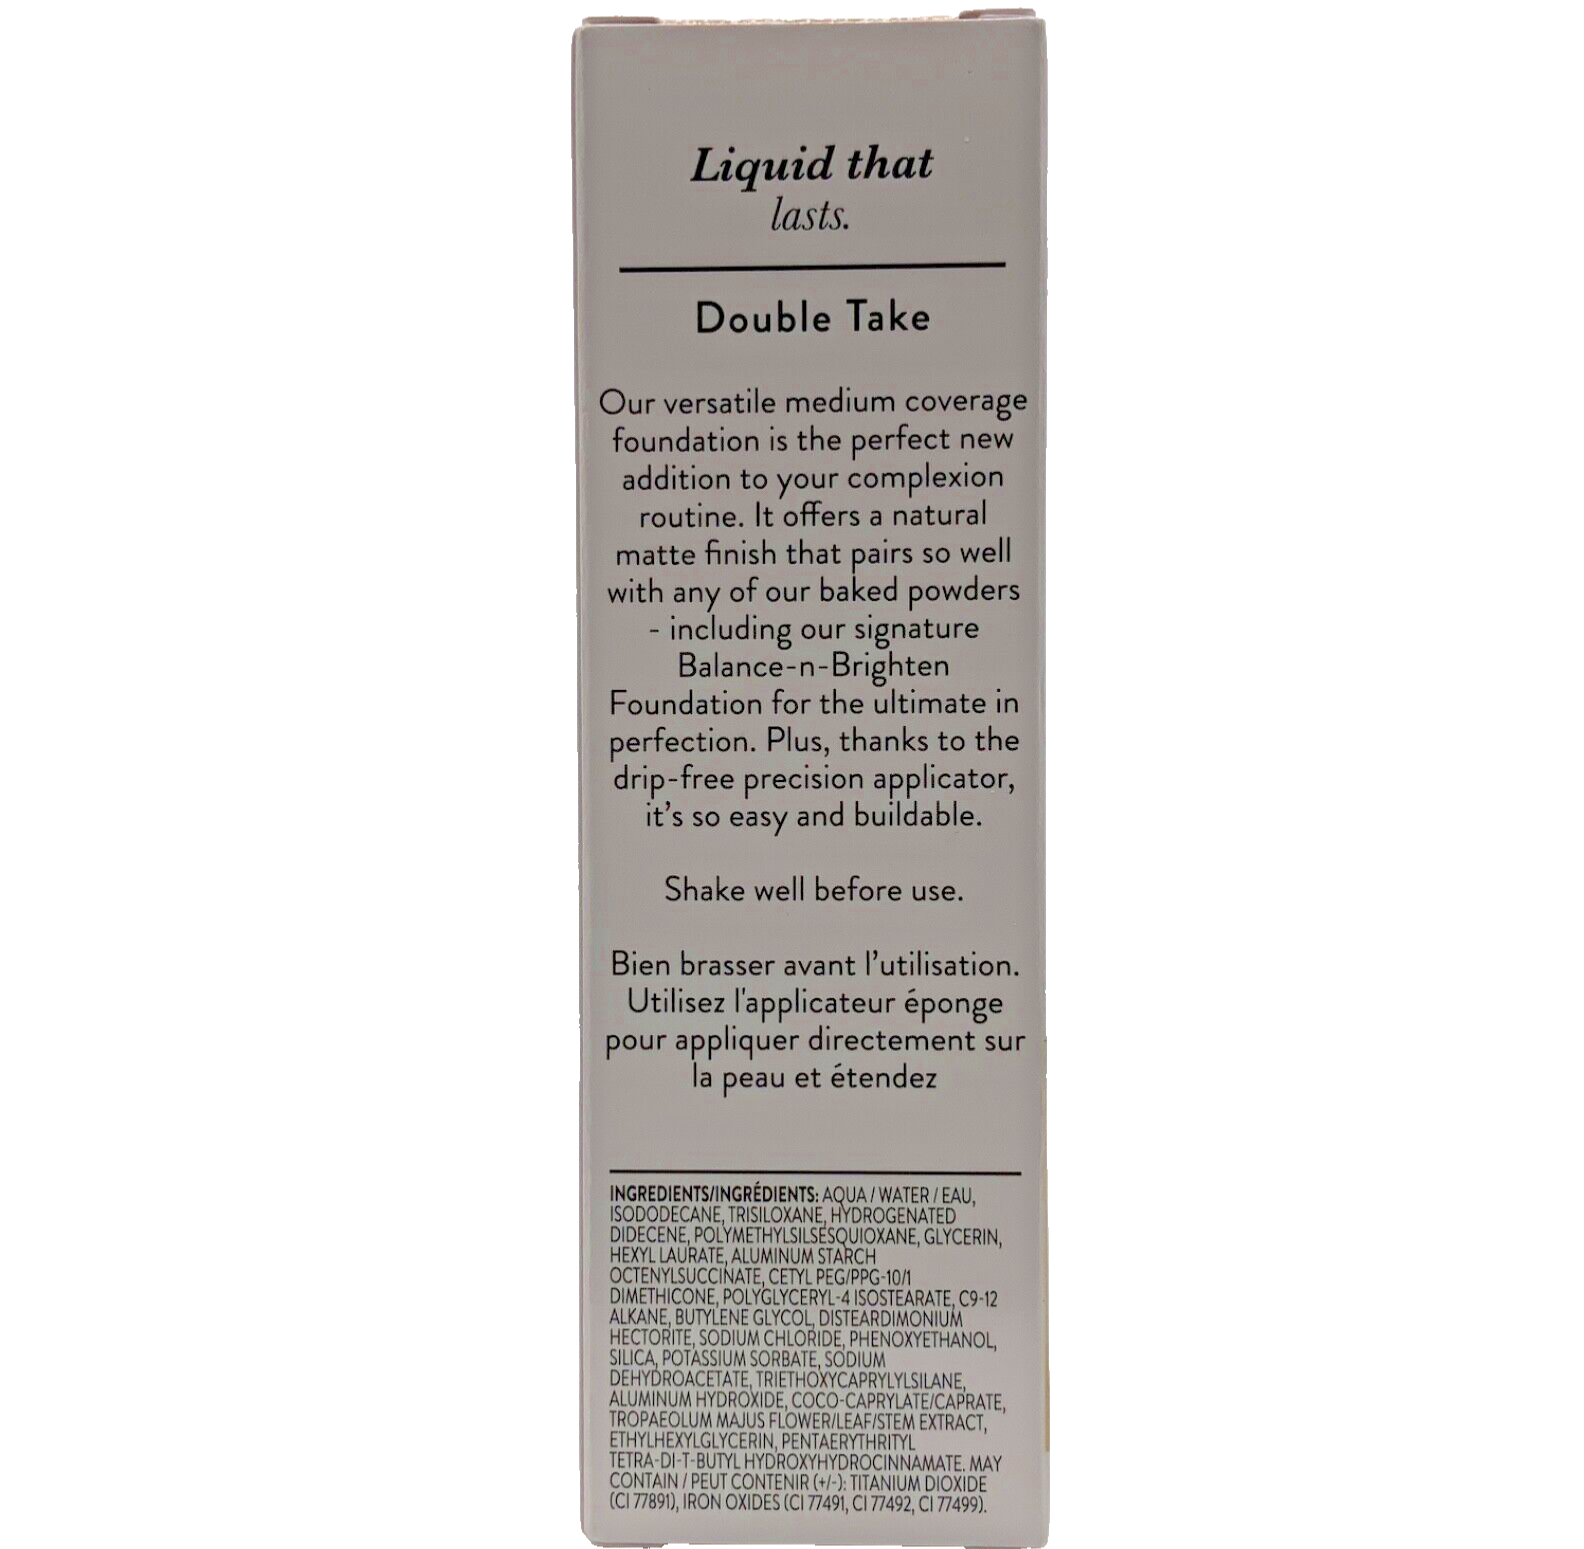 Liquid that
lasts.
Double Take
Our versatile medium coverage
foundation is the perfect new
addition to your complexion
routine. It offers a natural
matte finish that pairs so well
with any of our baked powders
- including our signature
Balance-n-Brighten
Foundation for the ultimate in
perfection. Plus, thanks to the
drip-free precision applicator,
it's so easy and buildable.
Shake well before use.
Bien brasser avant l'utilisation.
Utilisez l'applicateur éponge
pour appliquer directement sur
la peau et étendez
INGREDIENTS/INGRÉDIENTS: AQUA / WATER / EAU,
ISODODECANE, TRISILOXANE, HYDROGENATED
DIDECENE, POLYMETHYLSILSESQUIOXANE, GLYCERIN,
HEXYL LAURATE, ALUMINUM STARCH
OCTENYLSUCCINATE, CETYL PEG/PPG-10/1
DIMETHICONE, POLYGLYCERYL-4 ISOSTEARATE, C9-12
ALKANE, BUTYLENE GLYCOL, DISTEARDIMONIUM
HECTORITE, SODIUM CHLORIDE, PHENOXYETHANOL,
SILICA, POTASSIUM SORBATE, SODIUM
DEHYDROACETATE, TRIETHOXYCAPRYLYLSILANE,
ALUMINUM HYDROXIDE, COCO-CAPRYLATE/CAPRATE,
TROPAEOLUM MAJUS FLOWER/LEAF/STEM EXTRACT,
ETHYLHEXYLGLYCERIN, PENTAERYTHRITYL
TETRA-DI-T-BUTYL HYDROXYHYDROCINNAMATE. MAY
CONTAIN / PEUT CONTENIR (+/-): TITANIUM DIOXIDE
(CI 77891), IRON OXIDES (CI 77491, CI 77492, CI 77499).